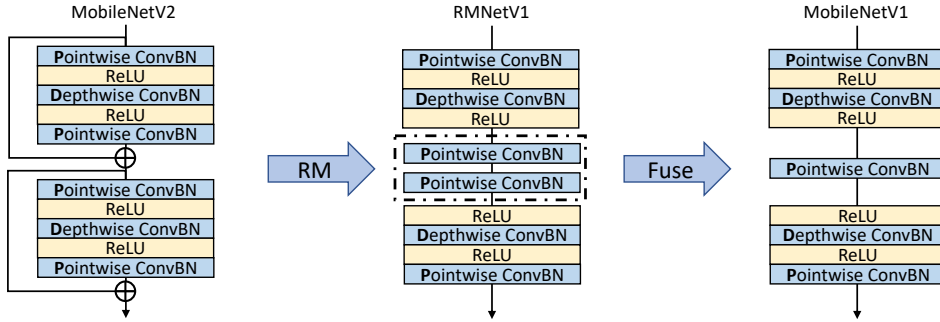 MobileNetV2
Pointwise ConvBN
ReLU
Depthwise ConvBN
ReLU
Pointwise ConvBN
Pointwise ConvBN
ReLU
Depthwise ConvBN
ReLU
Pointwise ConvBN
RM
RMNetV1
Pointwise ConvBN
ReLU
Depthwise ConvBN
ReLU
Pointwise ConvBN
Pointwise ConvBN
ReLU
Depthwise ConvBN
ReLU
Pointwise ConvBN
Fuse
MobileNetV1
Pointwise ConvBN
ReLU
Depthwise ConvBN
ReLU
Pointwise ConvBN
ReLU
Depthwise ConvBN
ReLU
Pointwise ConvBN